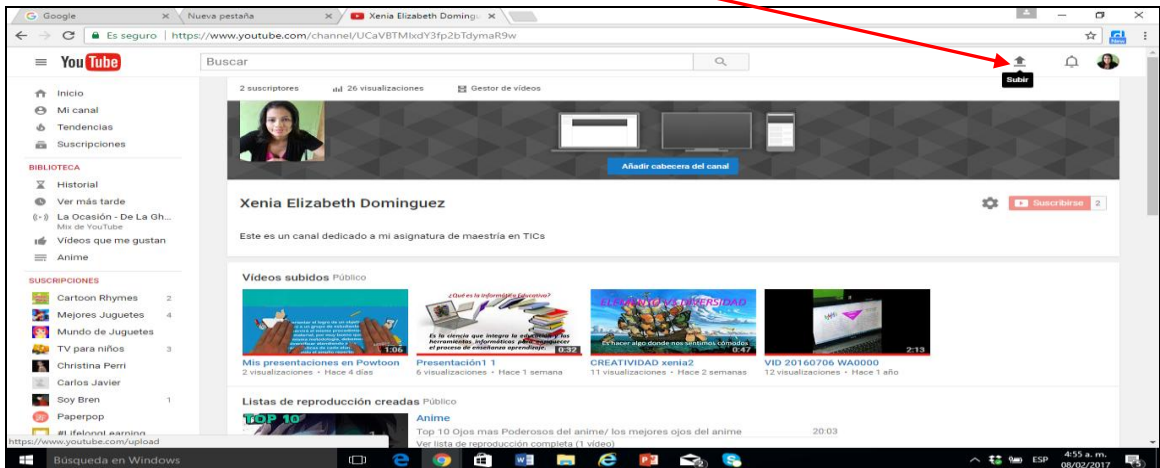 Google
Nueva pestaña
Xenia Elizabeth Doming
Es seguro
https://www.youtube.com/channel/UCaVBTMlxdY3fp2bTdymaR9w
You Tube
Buscar
Subir
Inicio
Mi canal
Tendencias
Suscripciones
BIBLIOTECA
Historial
Ver más tarde
La Ocasión - De La Gh...
Mix de YouTube
Vídeos que me gustan
Anime
SUSCRIPCIONES
Cartoon Rhymes 2
Mejores Juguetes 4
Mundo de Juguetes
TV para niños 3
Christina Perri
Carlos Javier
Soy Bren 1
Paperpop
#LifelongLearning
2 suscriptores 26 visualizaciones Gestor de vídeos
Añadir cabecera del canal
Xenia Elizabeth Dominguez
Suscribirse 2
Este es un canal dedicado a mi asignatura de maestría en TICs
Vídeos subidos Público
1:06
¿Qué es la informática Educativa?
Es la ciencia que integra la educación y las
herramientas informáticas para enriquecer
el proceso de enseñanza aprendizaje.
0:32
ELEMENTO VS DIVERSIDAD
Es hacer algo donde nos sentimos cómodos
0:47
2:13
Mis presentaciones en Powtoon
2 visualizaciones • Hace 4 días
Presentación1 1
6 visualizaciones • Hace 1 semana
CREATIVIDAD xenia2
11 visualizaciones • Hace 2 semanas
VID 20160706 WA0000
12 visualizaciones • Hace 1 año
Listas de reproducción creadas Público
TOP 10
Anime
Top 10 Ojos mas Poderosos del anime/ los mejores ojos del anime 20:03
Ver lista de reproducción completa (1 vídeo)
https://www.youtube.com/upload
Búsqueda en Windows
ESP
4:55 a. m.
08/02/2017